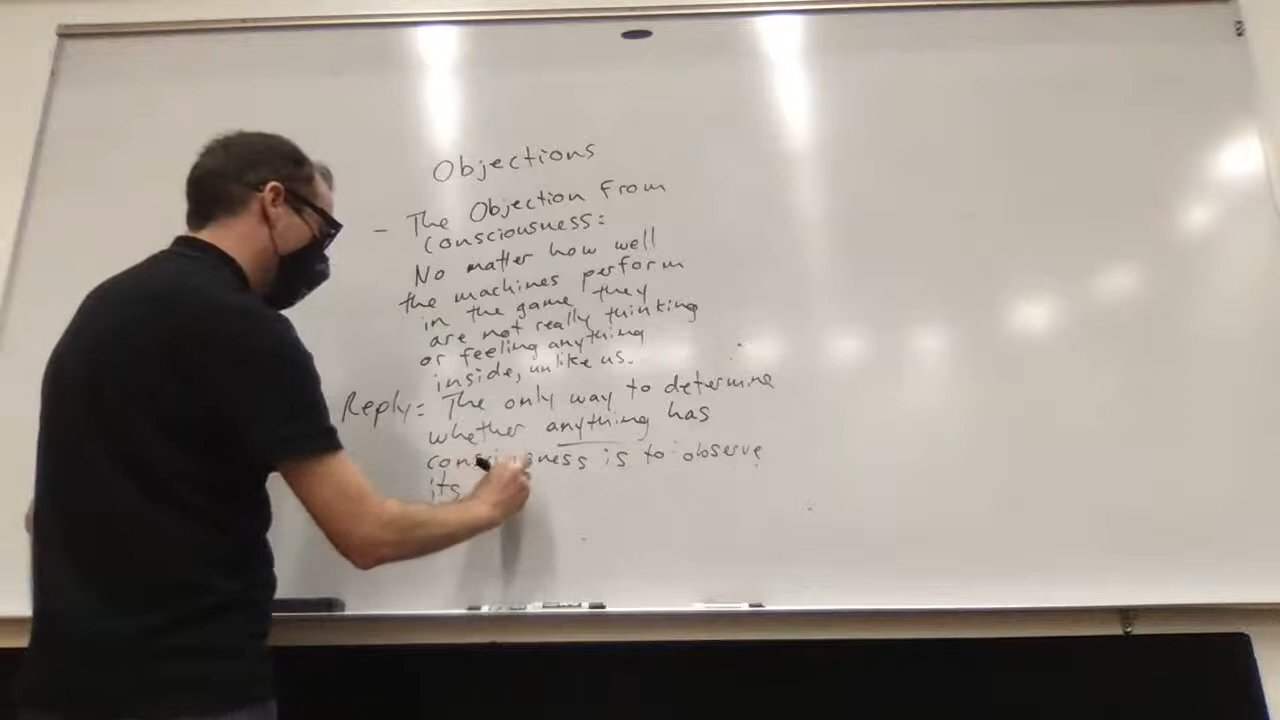 Objections
- The Objection From
Consciousness:
No matter how well
the machines perform
in the game they
are not really thinking
or feeling anything
inside, unlike us.
Reply: The only way to determine
whether anything has
consciousness is to observe
its